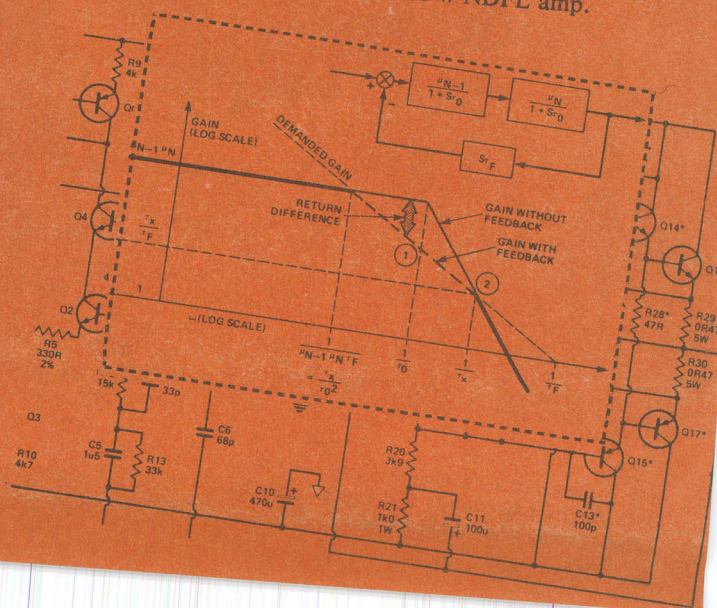 NDFL amp.
R9
4k
Q4
R5
330R
2%
Q2
4
GAIN
(LOG SCALE)
DEMANDED GAIN
μN–1 μN
RETURN
DIFFERENCE
GAIN WITHOUT
FEEDBACK
GAIN WITH
FEEDBACK
1
2
τx
τF
1
ω(LOG SCALE)
1
μN–1 μN τF
= τx
τ0²
1
τ0
1
τx
1
τF
+
–
μN–1
1 + Sτ0
μN
1 + Sτ0
SτF
Q14*
R28*
47R
R29
0R47
5W
R30
0R47
5W
Q17*
Q15*
C13*
100p
15k
33p
Q3
R10
4k7
C5
1u5
R13
33k
C6
68p
C10
470u
+
R20
3k9
R21
1k0
1W
C11
100u
+